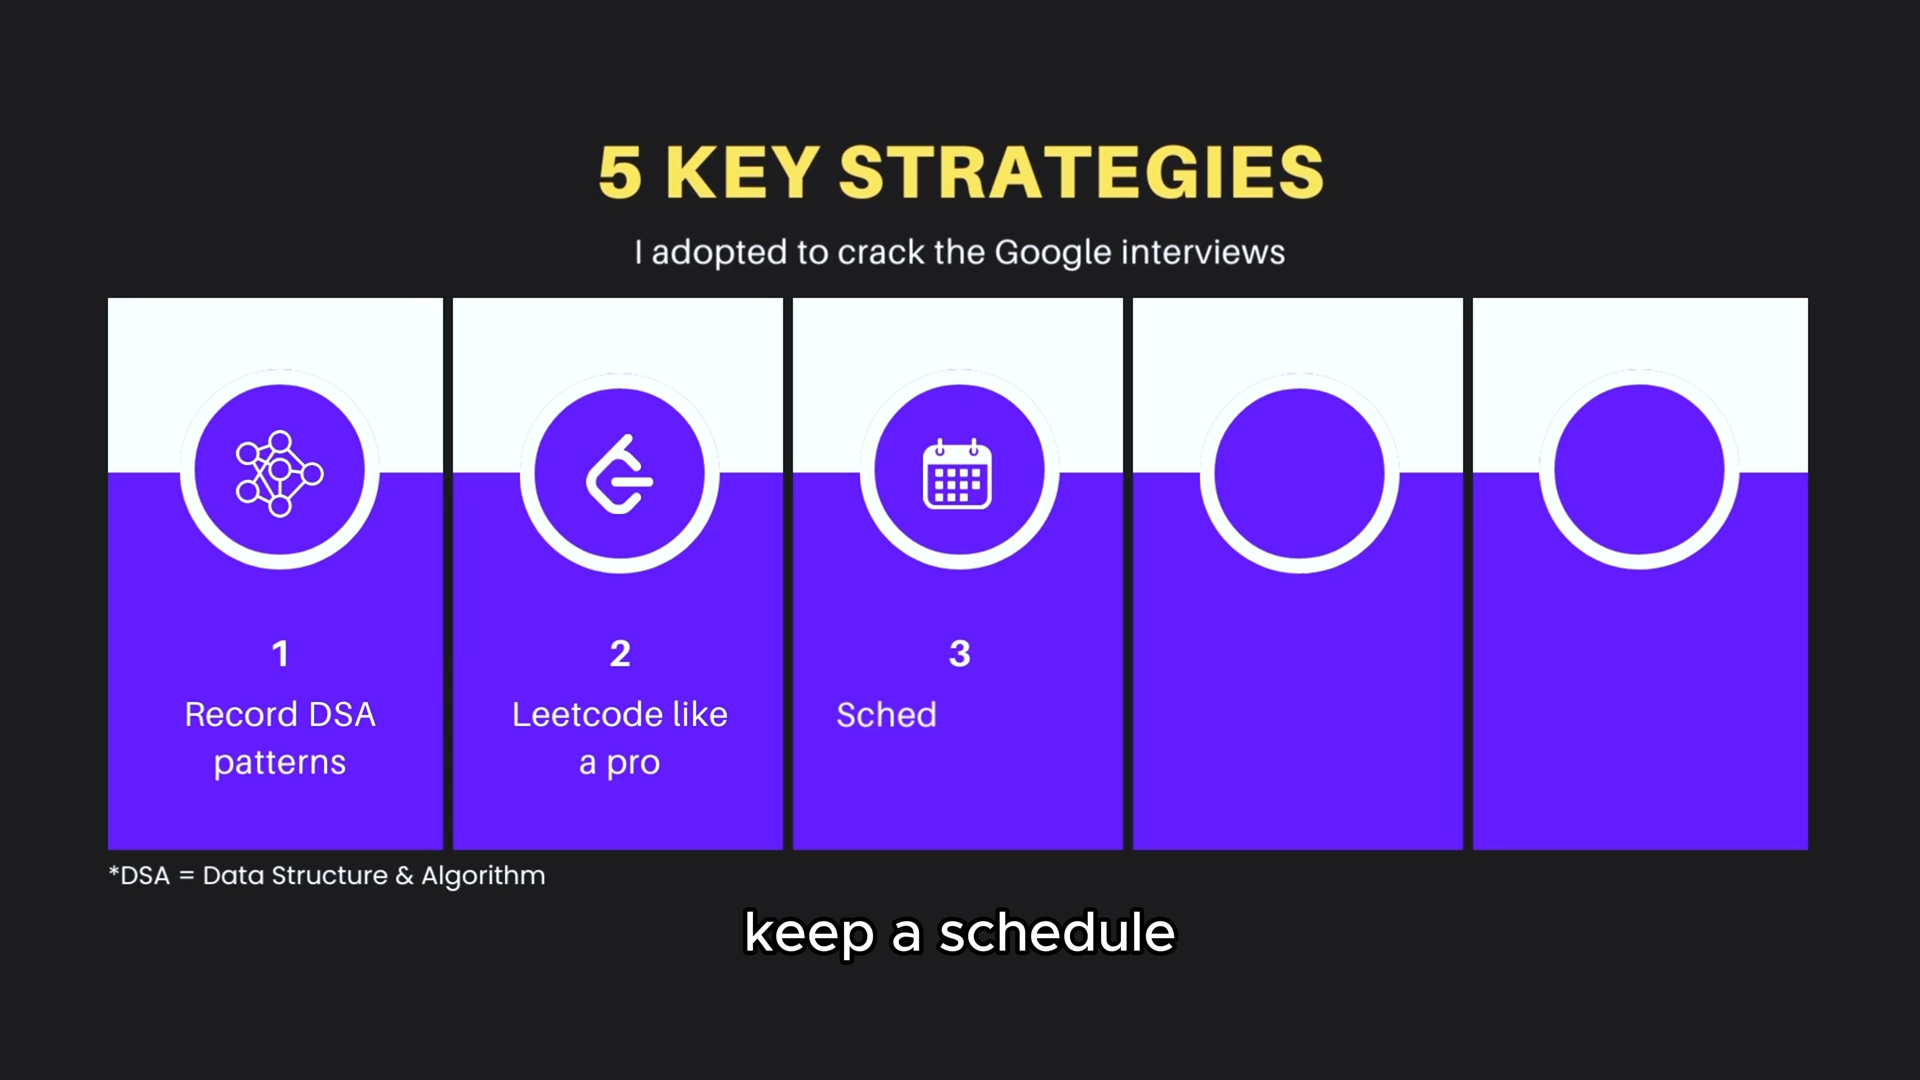 5 KEY STRATEGIES
I adopted to crack the Google interviews
1
Record DSA
patterns
2
Leetcode like
a pro
3
Sched
*DSA = Data Structure & Algorithm
keep a schedule